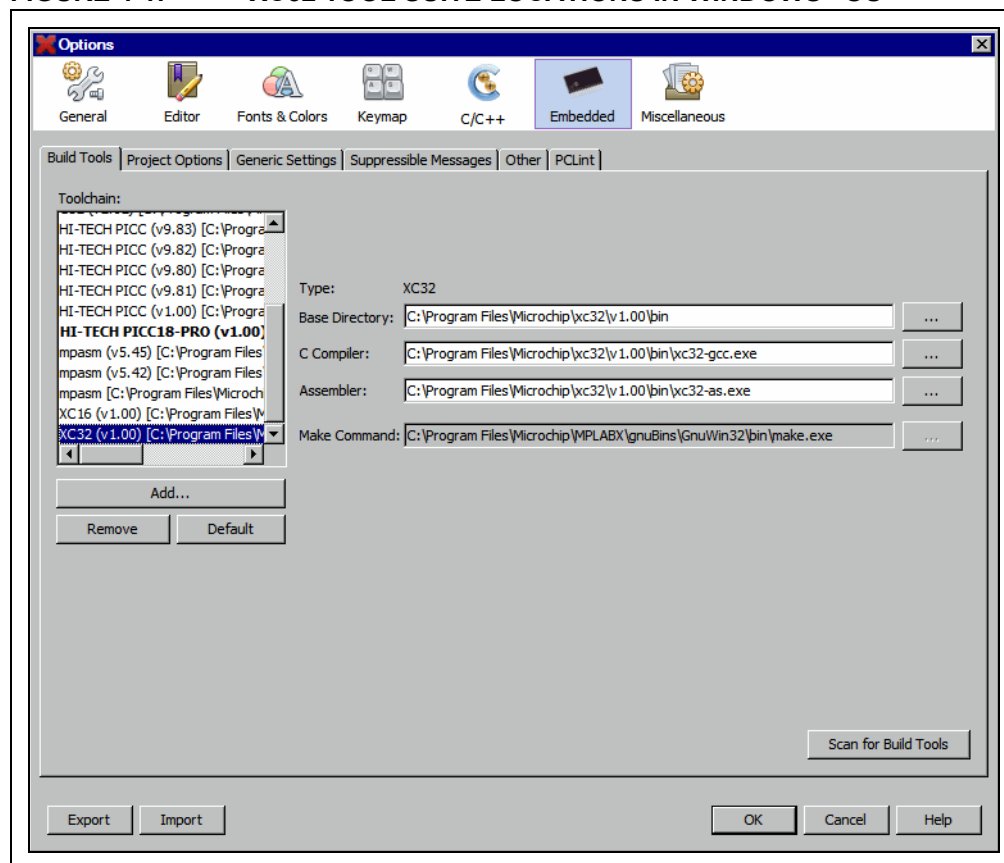 Options
General Editor Fonts & Colors Keymap C/C++ Embedded Miscellaneous
Build Tools Project Options Generic Settings Suppressible Messages Other PCLint
Toolchain:
HI-TECH PICC (v9.83) [C:\Progra
HI-TECH PICC (v9.82) [C:\Progra
HI-TECH PICC (v9.80) [C:\Progra
HI-TECH PICC (v9.81) [C:\Progra
HI-TECH PICC (v1.00) [C:\Progra
HI-TECH PICC18-PRO (v1.00)
mpasm (v5.45) [C:\Program Files
mpasm (v5.42) [C:\Program Files
mpasm [C:\Program Files\Microch
XC16 (v1.00) [C:\Program Files\M
XC32 (v1.00) [C:\Program Files\M
Add...
Remove Default
Type: XC32
Base Directory: C:\Program Files\Microchip\xc32\v1.00\bin ...
C Compiler: C:\Program Files\Microchip\xc32\v1.00\bin\xc32-gcc.exe ...
Assembler: C:\Program Files\Microchip\xc32\v1.00\bin\xc32-as.exe ...
Make Command: C:\Program Files\Microchip\MPLABX\gnuBins\GnuWin32\bin\make.exe ...
Scan for Build Tools
Export Import OK Cancel Help